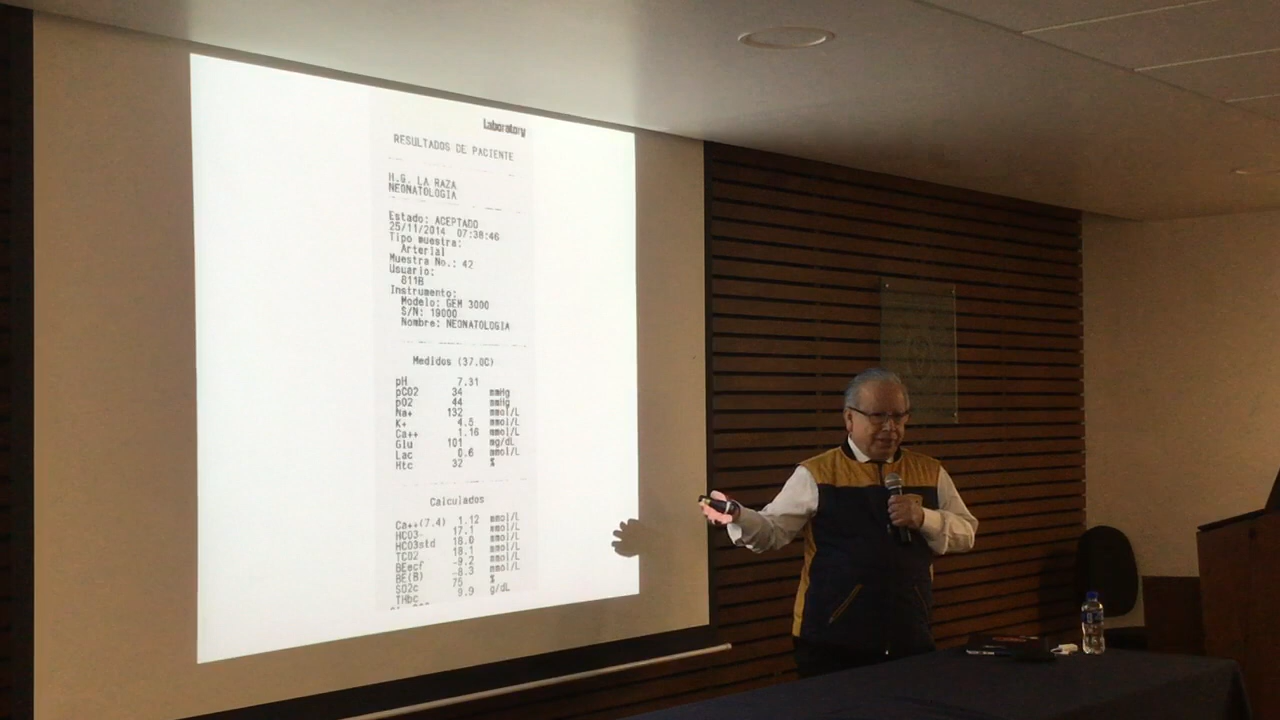 Laboratory
RESULTADOS DE PACIENTE
H.G. LA RAZA
NEONATOLOGIA
Estado: ACEPTADO
25/11/2014 07:38:46
Tipo muestra:
Arterial
Muestra No.: 42
Usuario:
811B
Instrumento:
Modelo: GEM 3000
S/N: 19000
Nombre: NEONATOLOGIA
Medidos (37.0C)
pH 7.31
pCO2 34 mmHg
pO2 44 mmHg
Na+ 132 mmol/L
K+ 4.5 mmol/L
Ca++ 1.16 mmol/L
Glu 101 mg/dL
Lac 0.6 mmol/L
Htc 32 %
Calculados
Ca++(7.4) 1.12 mmol/L
HCO3- 17.1 mmol/L
HCO3std 18.0 mmol/L
TCO2 18.1 mmol/L
BEecf -9.2 mmol/L
BE(B) -8.3 mmol/L
SO2c 75 %
THbc 9.9 g/dL